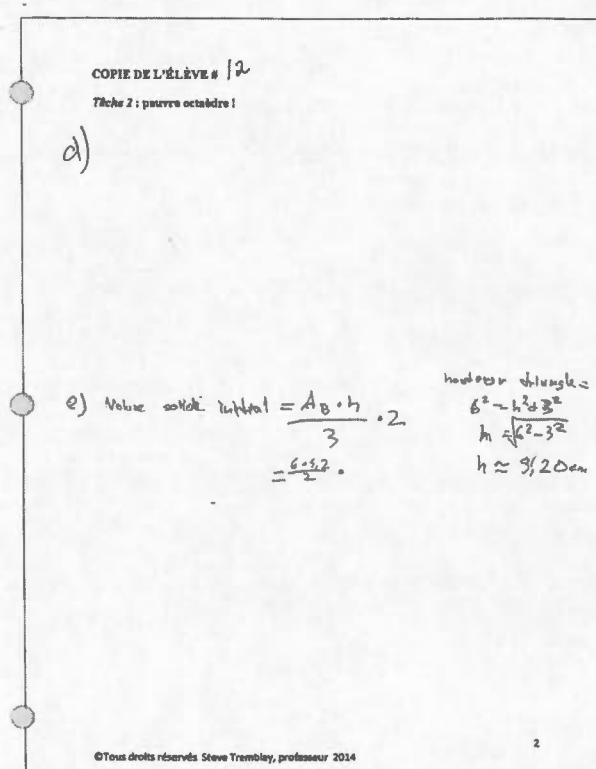 COPIE DE L'ÉLÈVE # 12
Tâche 2 : pauvre octaèdre !
d)
e) Volume solide initial = A_B · h / 3 · 2
= 6·5,2 / 2 ·
hauteur triangle =
6² = h² + 3²
h = √6² - 3²
h ≈ 5,20 cm
©Tous droits réservés Steve Tremblay, professeur 2014
2